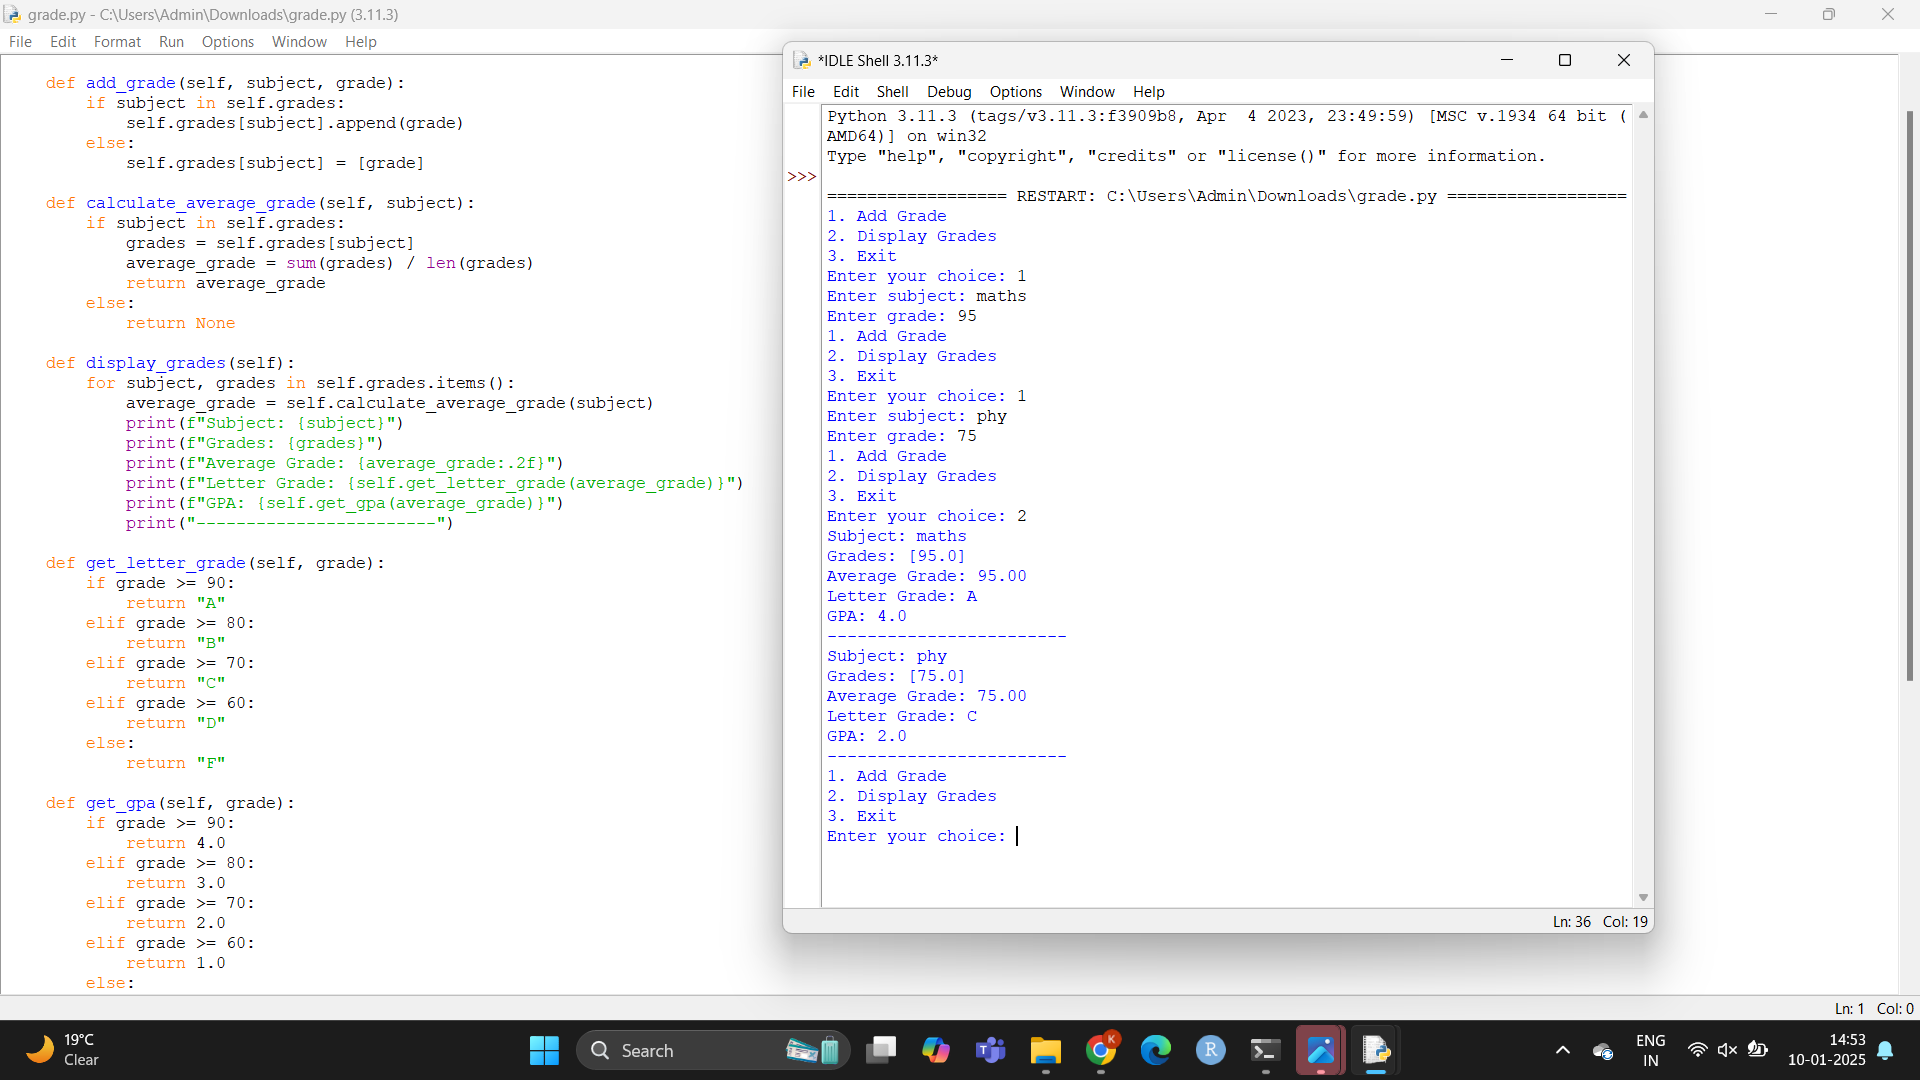 grade.py - C:\Users\Admin\Downloads\grade.py (3.11.3)
File Edit Format Run Options Window Help
    def add_grade(self, subject, grade):
        if subject in self.grades:
            self.grades[subject].append(grade)
        else:
            self.grades[subject] = [grade]

    def calculate_average_grade(self, subject):
        if subject in self.grades:
            grades = self.grades[subject]
            average_grade = sum(grades) / len(grades)
            return average_grade
        else:
            return None

    def display_grades(self):
        for subject, grades in self.grades.items():
            average_grade = self.calculate_average_grade(subject)
            print(f"Subject: {subject}")
            print(f"Grades: {grades}")
            print(f"Average Grade: {average_grade:.2f}")
            print(f"Letter Grade: {self.get_letter_grade(average_grade)}")
            print(f"GPA: {self.get_gpa(average_grade)}")
            print("------------------------")

    def get_letter_grade(self, grade):
        if grade >= 90:
            return "A"
        elif grade >= 80:
            return "B"
        elif grade >= 70:
            return "C"
        elif grade >= 60:
            return "D"
        else:
            return "F"

    def get_gpa(self, grade):
        if grade >= 90:
            return 4.0
        elif grade >= 80:
            return 3.0
        elif grade >= 70:
            return 2.0
        elif grade >= 60:
            return 1.0
        else:
Ln: 1 Col: 0
*IDLE Shell 3.11.3*
File Edit Shell Debug Options Window Help
Python 3.11.3 (tags/v3.11.3:f3909b8, Apr  4 2023, 23:49:59) [MSC v.1934 64 bit (
AMD64)] on win32
Type "help", "copyright", "credits" or "license()" for more information.
>>>
================== RESTART: C:\Users\Admin\Downloads\grade.py ==================
1. Add Grade
2. Display Grades
3. Exit
Enter your choice: 1
Enter subject: maths
Enter grade: 95
1. Add Grade
2. Display Grades
3. Exit
Enter your choice: 1
Enter subject: phy
Enter grade: 75
1. Add Grade
2. Display Grades
3. Exit
Enter your choice: 2
Subject: maths
Grades: [95.0]
Average Grade: 95.00
Letter Grade: A
GPA: 4.0
------------------------
Subject: phy
Grades: [75.0]
Average Grade: 75.00
Letter Grade: C
GPA: 2.0
------------------------
1. Add Grade
2. Display Grades
3. Exit
Enter your choice:
Ln: 36 Col: 19
19°C
Clear
Search
K
R
ENG
IN
14:53
10-01-2025